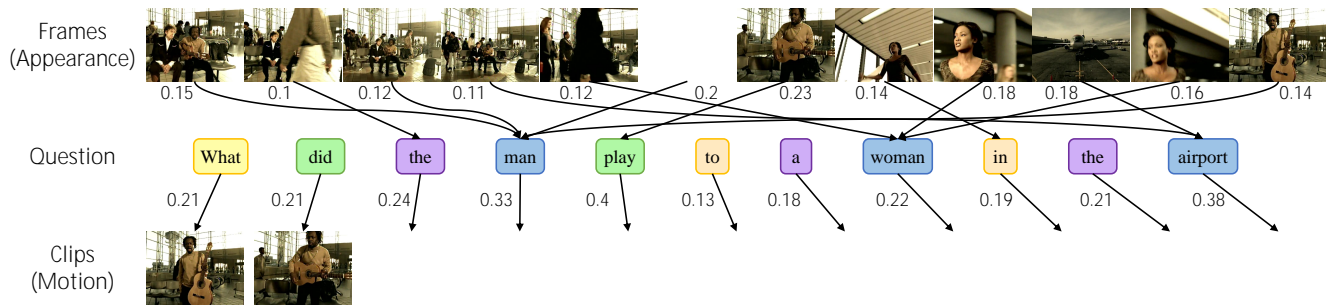 Frames
(Appearance)
0.15 0.1 0.12 0.11 0.12 0.2 0.23 0.14 0.18 0.18 0.16 0.14
Question What did the man play to a woman in the airport
0.21 0.21 0.24 0.33 0.4 0.13 0.18 0.22 0.19 0.21 0.38
Clips
(Motion)